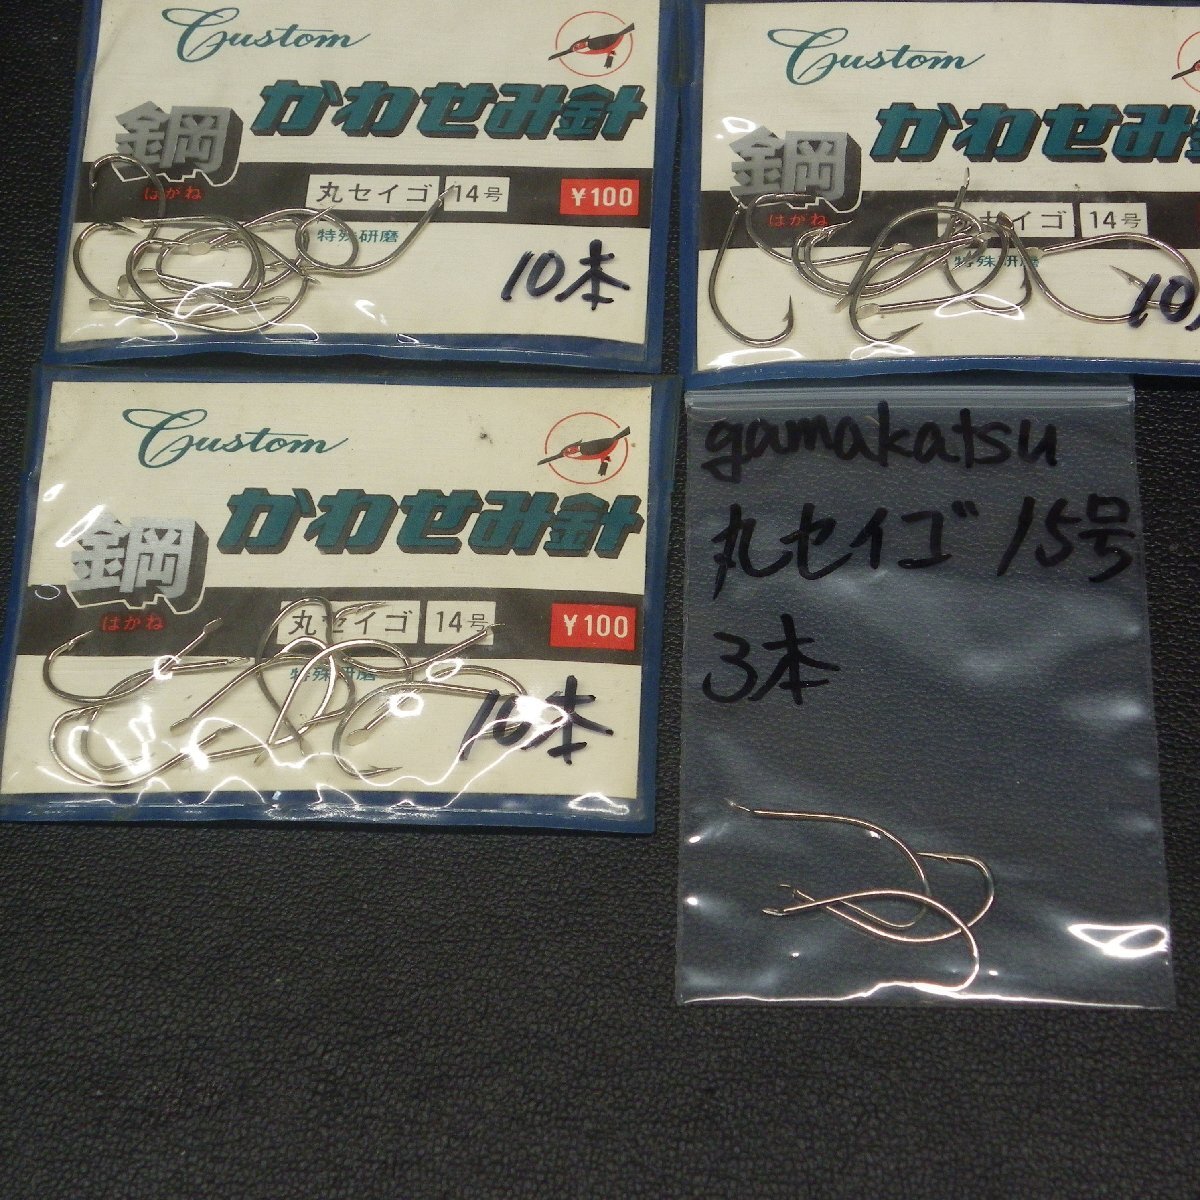 Custom
かわせみ針
鋼
はがね
丸セイゴ 14号 ¥100
特殊研磨
10本
Custom
かわせみ針
鋼
はがね
セイゴ 14号
特殊研磨
10
Custom
かわせみ針
鋼
はがね
丸セイゴ 14号 ¥100
特殊研磨
10本
gamakatsu
丸セイゴ 15号
3本